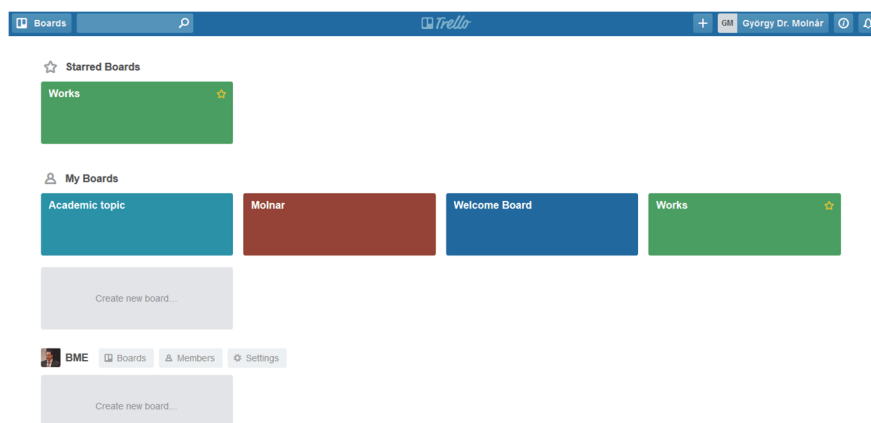 Boards Trello + GM György Dr. Molnár
Starred Boards
Works
My Boards
Academic topic Molnar Welcome Board Works
Create new board...
BME Boards Members Settings
Create new board...